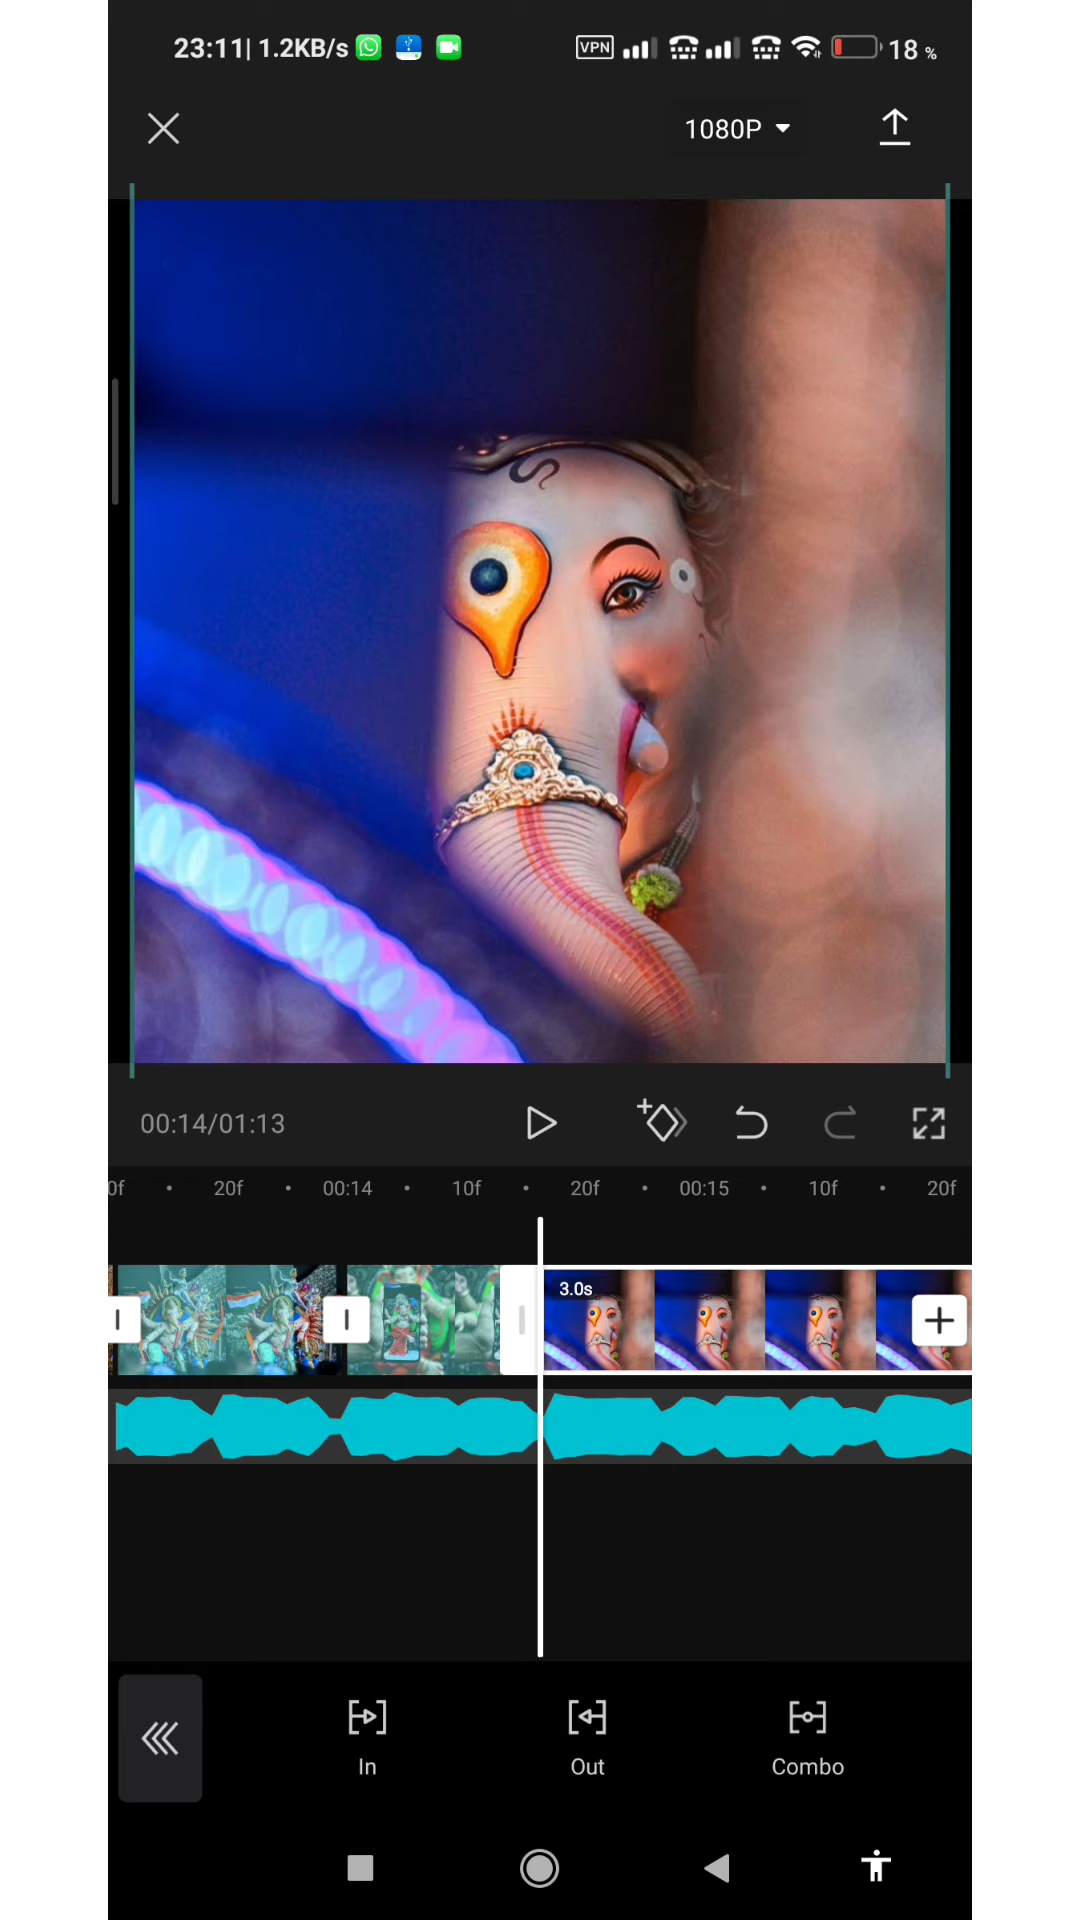 23:11| 1.2KB/s VPN 18 %
1080P
00:14/01:13
0f 20f 00:14 10f 20f 00:15 10f 20f
3.0s
In Out Combo